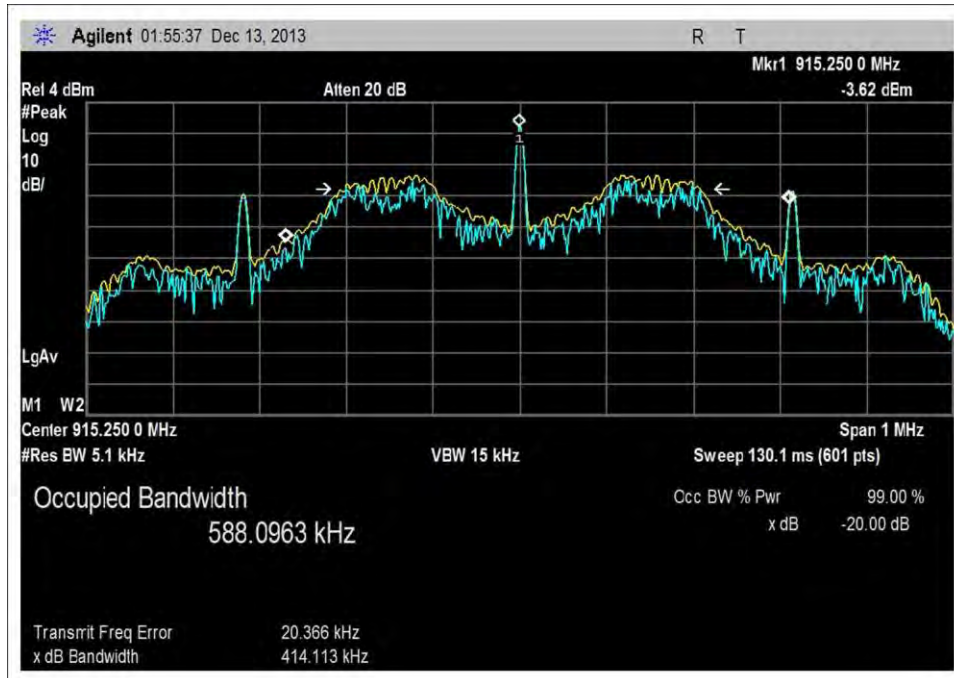 Agilent 01:55:37 Dec 13, 2013 R T
Mkr1 915.250 0 MHz
Rel 4 dBm Atten 20 dB -3.62 dBm
#Peak
Log
10
dB/
1
LgAv
M1 W2
Center 915.250 0 MHz Span 1 MHz
#Res BW 5.1 kHz VBW 15 kHz Sweep 130.1 ms (601 pts)
Occupied Bandwidth Occ BW % Pwr 99.00 %
588.0963 kHz x dB -20.00 dB
Transmit Freq Error 20.366 kHz
x dB Bandwidth 414.113 kHz